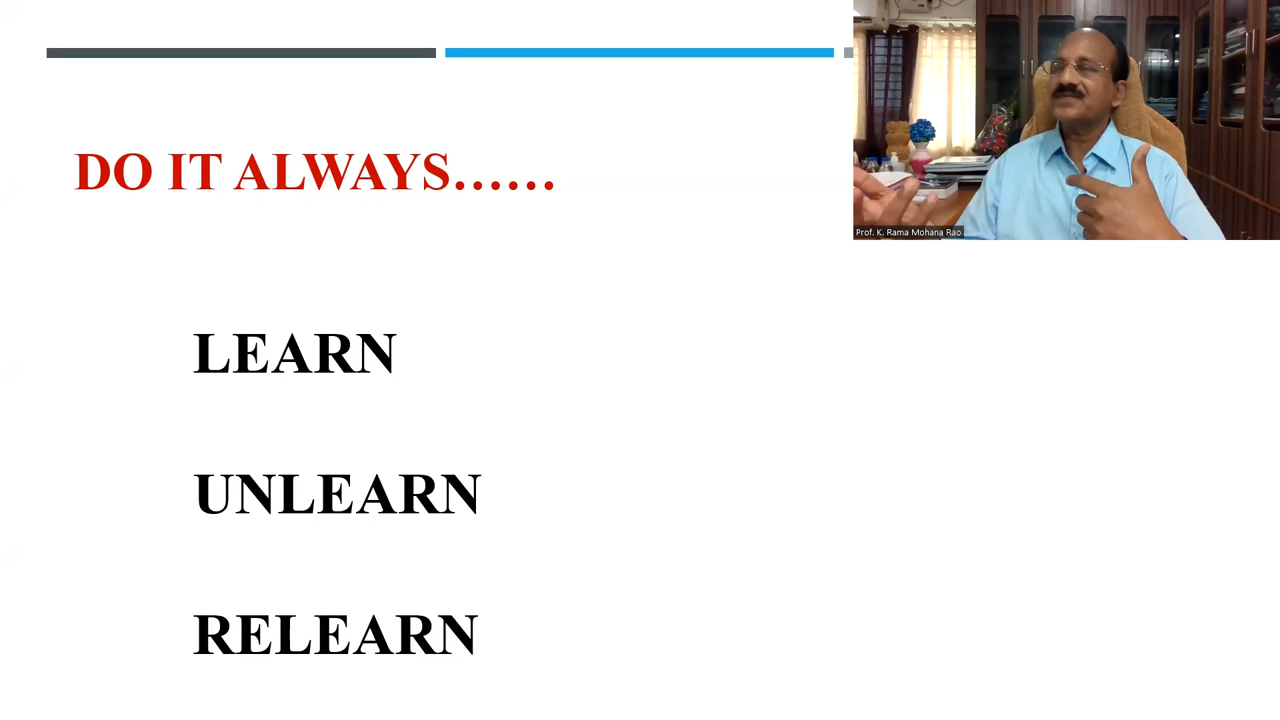 DO IT ALWAYS......
Prof. K. Rama Mohana Rao
LEARN
UNLEARN
RELEARN